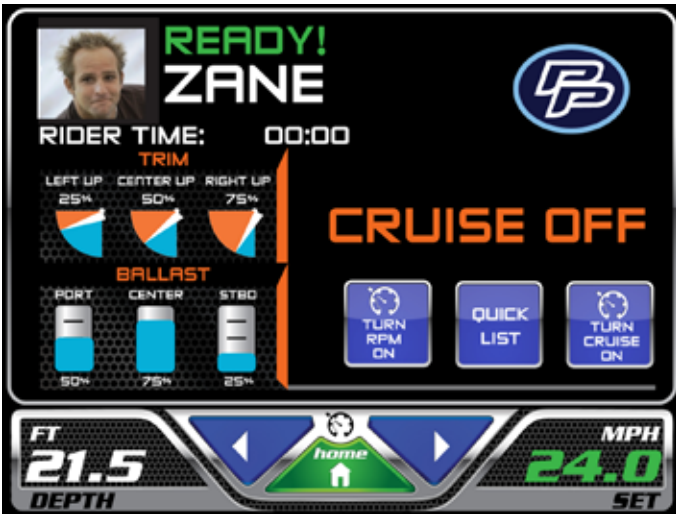 READY!
ZANE
PP
RIDER TIME: 00:00
TRIM
LEFT UP CENTER UP RIGHT UP
25% 50% 75%
BALLAST
PORT CENTER STBD
50% 75% 25%
CRUISE OFF
TURN
RPM
ON
QUICK
LIST
TURN
CRUISE
ON
FT
21.5
DEPTH
home
MPH
24.0
SET